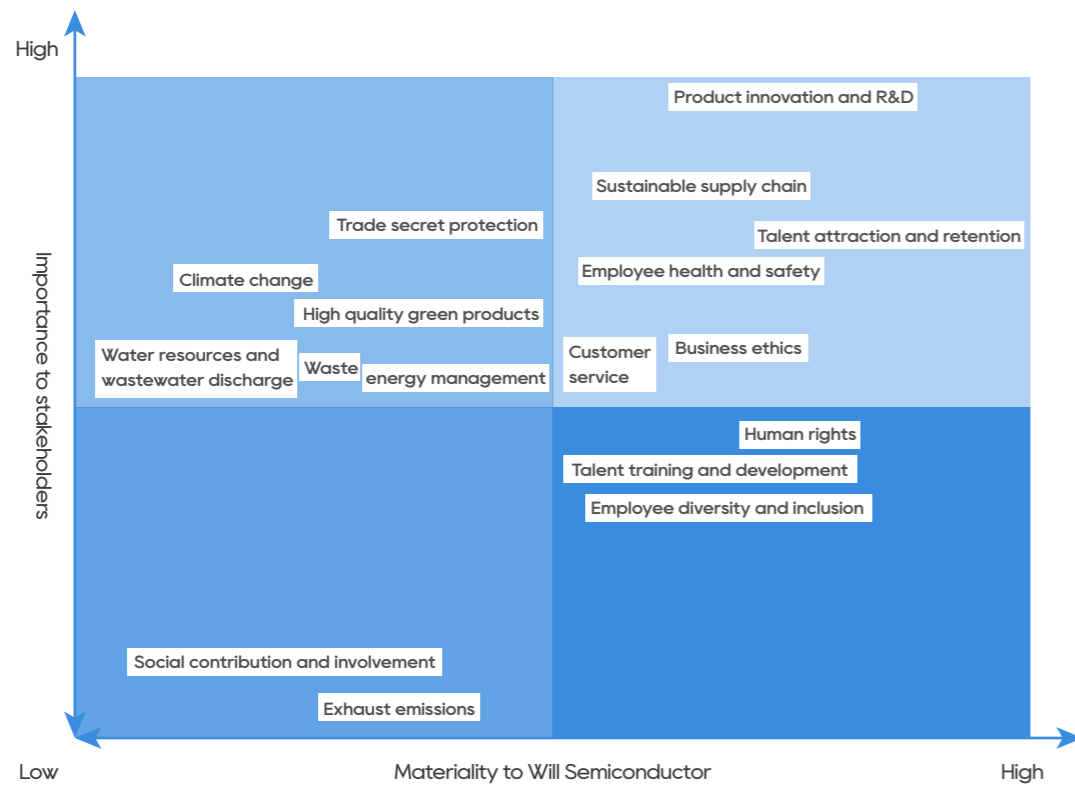 High
Product innovation and R&D
Sustainable supply chain
Trade secret protection
Talent attraction and retention
Employee health and safety
Climate change
High quality green products
Water resources and
wastewater discharge
Waste
energy management
Customer
service
Business ethics
Importance to stakeholders
Human rights
Talent training and development
Employee diversity and inclusion
Social contribution and involvement
Exhaust emissions
Low
Materiality to Will Semiconductor
High